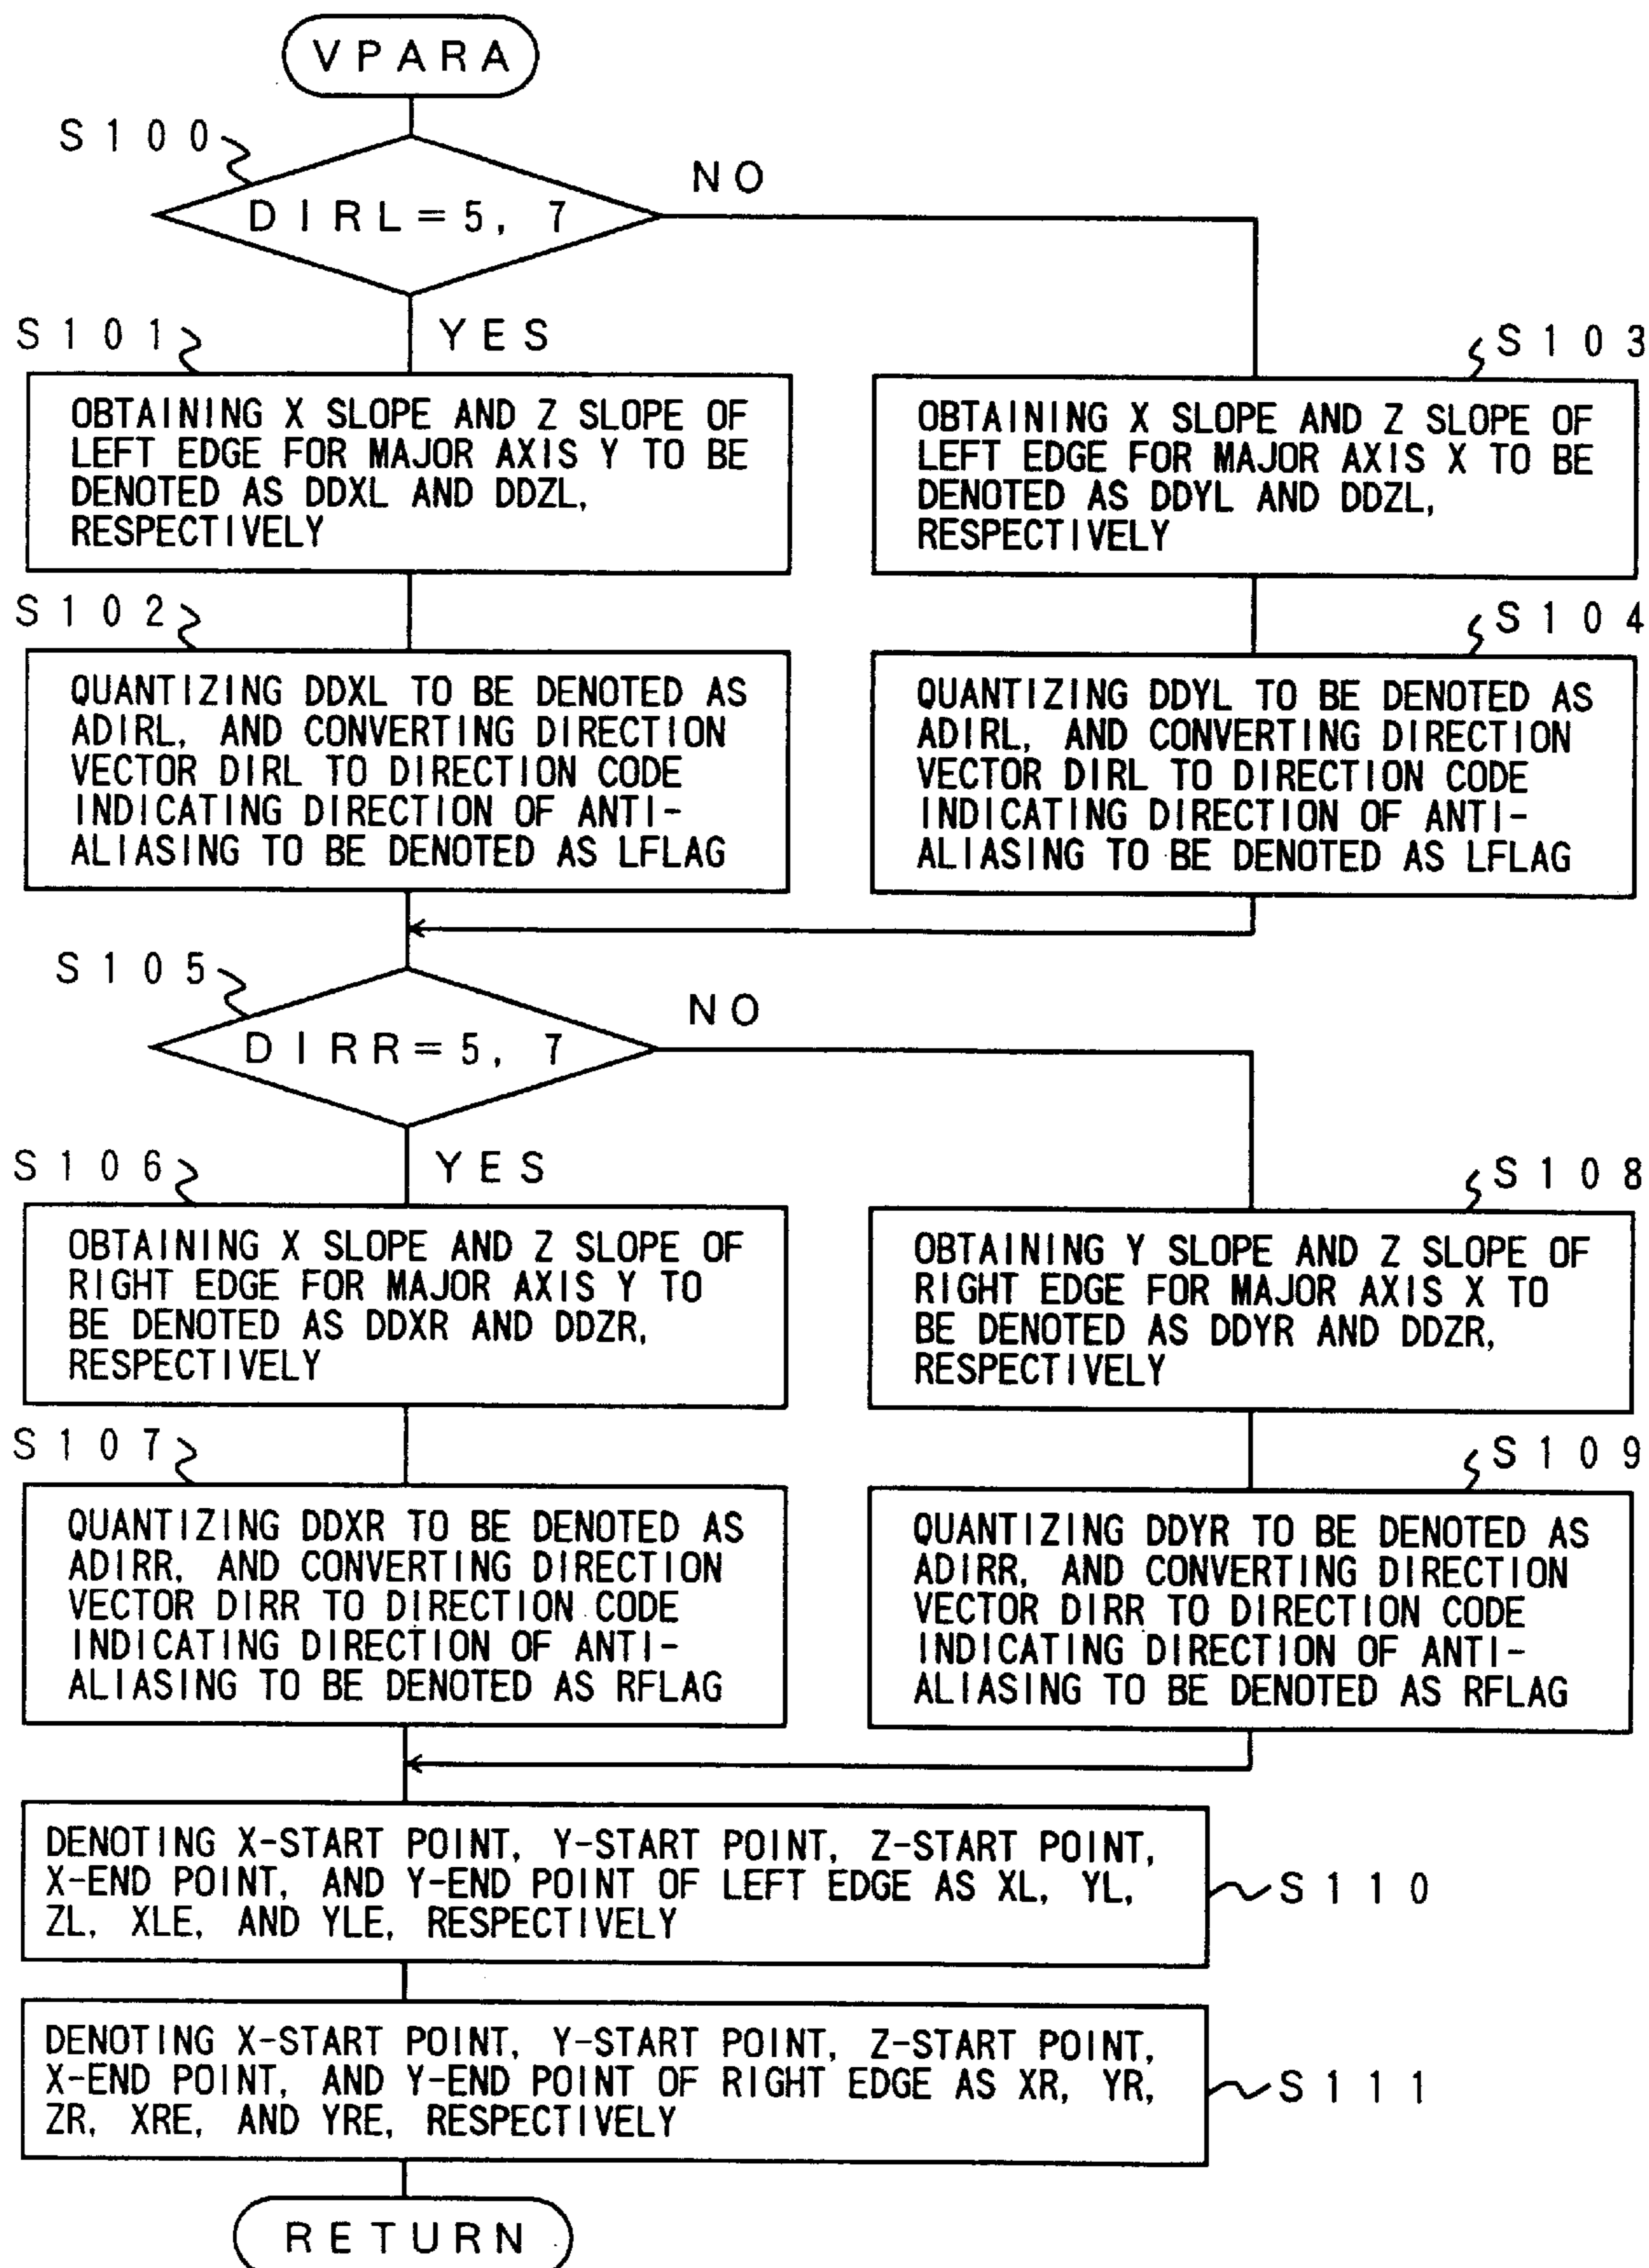 VPARA
S100
DIRL=5, 7
NO
YES
S101
OBTAINING X SLOPE AND Z SLOPE OF
LEFT EDGE FOR MAJOR AXIS Y TO BE
DENOTED AS DDXL AND DDZL,
RESPECTIVELY
S103
OBTAINING X SLOPE AND Z SLOPE OF
LEFT EDGE FOR MAJOR AXIS X TO BE
DENOTED AS DDYL AND DDZL,
RESPECTIVELY
S102
QUANTIZING DDXL TO BE DENOTED AS
ADIRL, AND CONVERTING DIRECTION
VECTOR DIRL TO DIRECTION CODE
INDICATING DIRECTION OF ANTI-
ALIASING TO BE DENOTED AS LFLAG
S104
QUANTIZING DDYL TO BE DENOTED AS
ADIRL, AND CONVERTING DIRECTION
VECTOR DIRL TO DIRECTION CODE
INDICATING DIRECTION OF ANTI-
ALIASING TO BE DENOTED AS LFLAG
S105
DIRR=5, 7
NO
YES
S106
OBTAINING X SLOPE AND Z SLOPE OF
RIGHT EDGE FOR MAJOR AXIS Y TO
BE DENOTED AS DDXR AND DDZR,
RESPECTIVELY
S108
OBTAINING Y SLOPE AND Z SLOPE OF
RIGHT EDGE FOR MAJOR AXIS X TO
BE DENOTED AS DDYR AND DDZR,
RESPECTIVELY
S107
QUANTIZING DDXR TO BE DENOTED AS
ADIRR, AND CONVERTING DIRECTION
VECTOR DIRR TO DIRECTION CODE
INDICATING DIRECTION OF ANTI-
ALIASING TO BE DENOTED AS RFLAG
S109
QUANTIZING DDYR TO BE DENOTED AS
ADIRR, AND CONVERTING DIRECTION
VECTOR DIRR TO DIRECTION CODE
INDICATING DIRECTION OF ANTI-
ALIASING TO BE DENOTED AS RFLAG
DENOTING X-START POINT, Y-START POINT, Z-START POINT,
X-END POINT, AND Y-END POINT OF LEFT EDGE AS XL, YL,
ZL, XLE, AND YLE, RESPECTIVELY
S110
DENOTING X-START POINT, Y-START POINT, Z-START POINT,
X-END POINT, AND Y-END POINT OF RIGHT EDGE AS XR, YR,
ZR, XRE, AND YRE, RESPECTIVELY
S111
RETURN